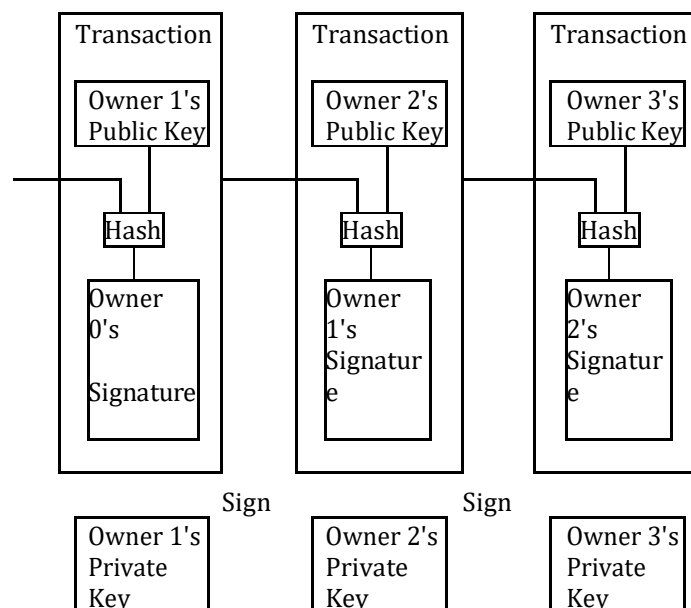 Transaction
Transaction
Transaction
Owner 1's
Public Key
Owner 2's
Public Key
Owner 3's
Public Key
Hash
Hash
Hash
Owner
0's
Signature
Owner
1's
Signatur
e
Owner
2's
Signatur
e
Sign
Sign
Owner 1's
Private
Key
Owner 2's
Private
Key
Owner 3's
Private
Key